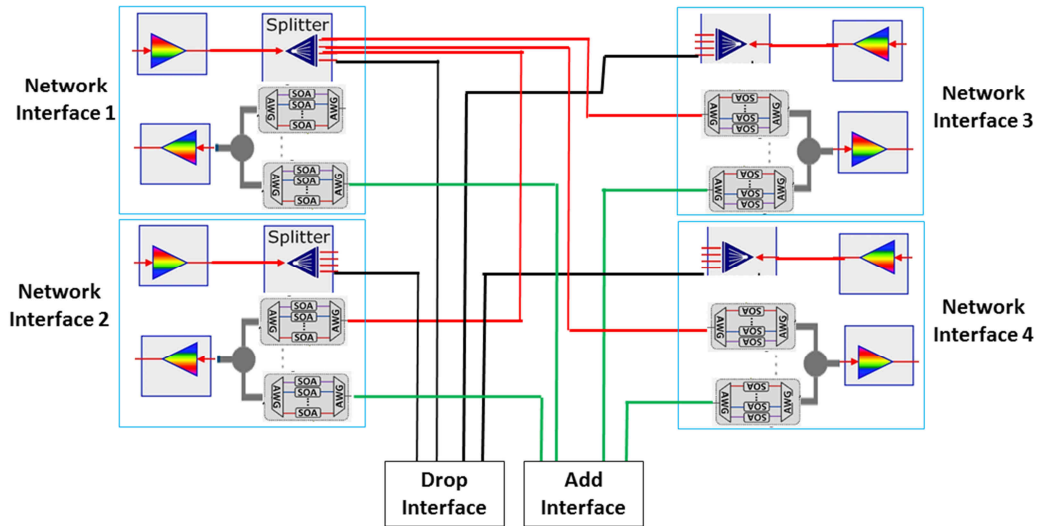 Splitter
Network
Interface 1
AWG
SOA
SOA
SOA
AWG
AWG
SOA
SOA
SOA
AWG
Network
Interface 3
AWG
SOA
SOA
SOA
AWG
AWG
SOA
SOA
SOA
AWG
Splitter
Network
Interface 2
AWG
SOA
SOA
SOA
AWG
AWG
SOA
SOA
SOA
AWG
Network
Interface 4
AWG
SOA
SOA
SOA
AWG
AWG
SOA
SOA
SOA
AWG
Drop
Interface
Add
Interface